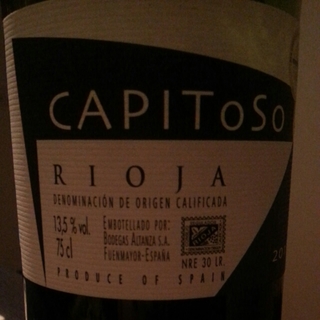 CAPIToSo
RIOJA
DENOMINACIÓN DE ORIGEN CALIFICADA
13,5 % vol.
75 cl
EMBOTELLADO POR:
BODEGAS ALTANZA S.A.
FUENMAYOR-ESPAÑA
NRE 30 LR.
PRODUCE OF SPAIN